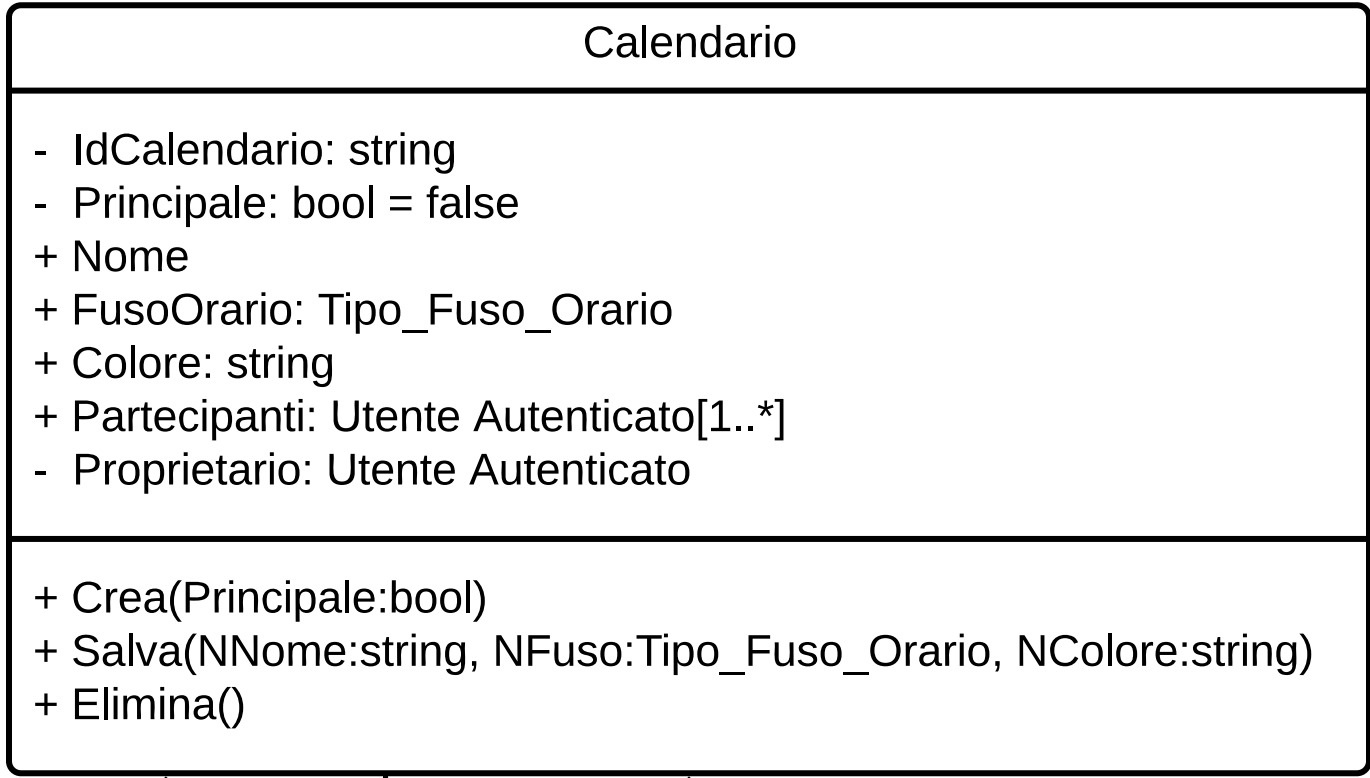 Calendario
- IdCalendario: string
- Principale: bool = false
+ Nome
+ FusoOrario: Tipo_Fuso_Orario
+ Colore: string
+ Partecipanti: Utente Autenticato[1..*]
- Proprietario: Utente Autenticato
+ Crea(Principale:bool)
+ Salva(NNome:string, NFuso:Tipo_Fuso_Orario, NColore:string)
+ Elimina()